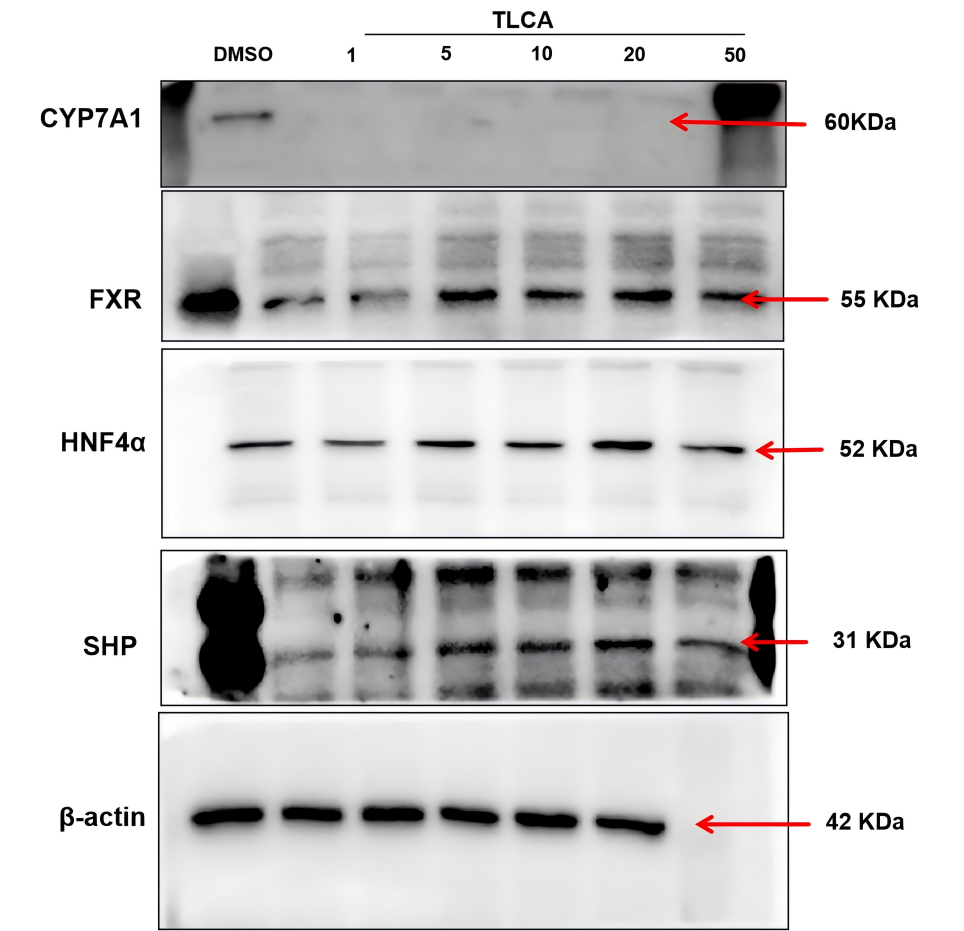 TLCA
DMSO 1 5 10 20 50
CYP7A1 60KDa
FXR 55 KDa
HNF4α 52 KDa
SHP 31 KDa
β-actin 42 KDa